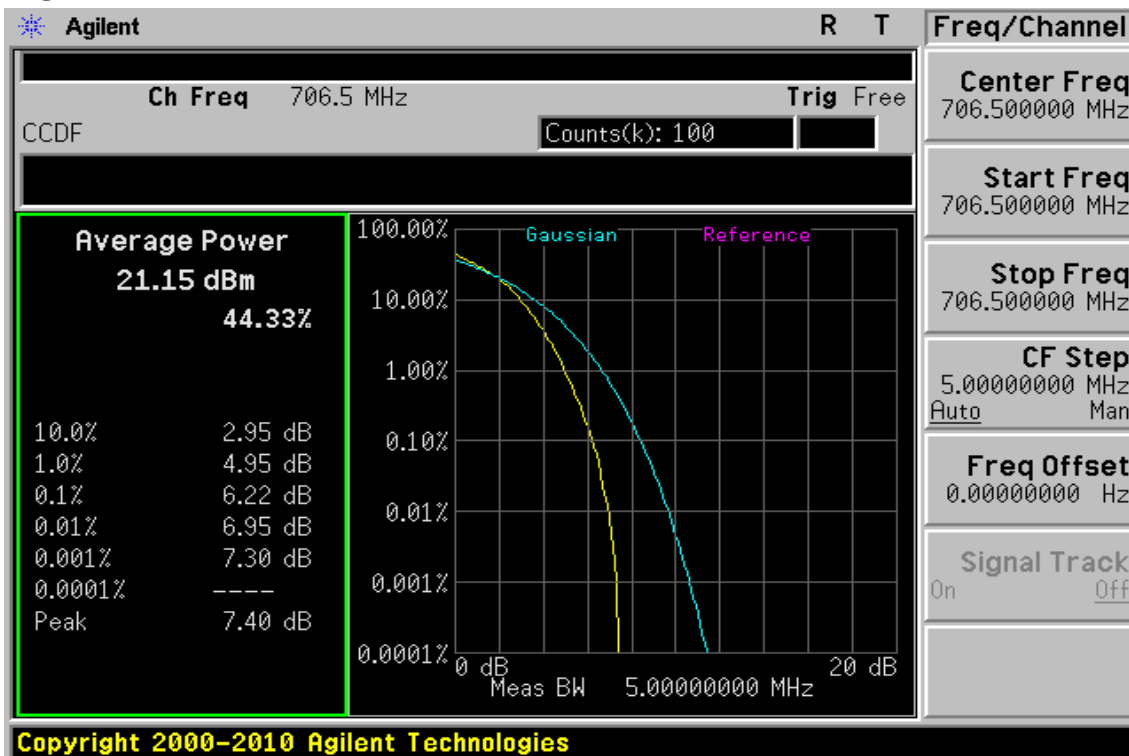 Agilent R T
Ch Freq 706.5 MHz Trig Free
CCDF Counts(k): 100
Average Power
21.15 dBm
44.33%
10.0% 2.95 dB
1.0% 4.95 dB
0.1% 6.22 dB
0.01% 6.95 dB
0.001% 7.30 dB
0.0001% ----
Peak 7.40 dB
Gaussian Reference
100.00%
10.00%
1.00%
0.10%
0.01%
0.001%
0.0001%
0 dB 20 dB
Meas BW 5.00000000 MHz
Freq/Channel
Center Freq
706.500000 MHz
Start Freq
706.500000 MHz
Stop Freq
706.500000 MHz
CF Step
5.00000000 MHz
Auto Man
Freq Offset
0.00000000 Hz
Signal Track
On Off
Copyright 2000-2010 Agilent Technologies